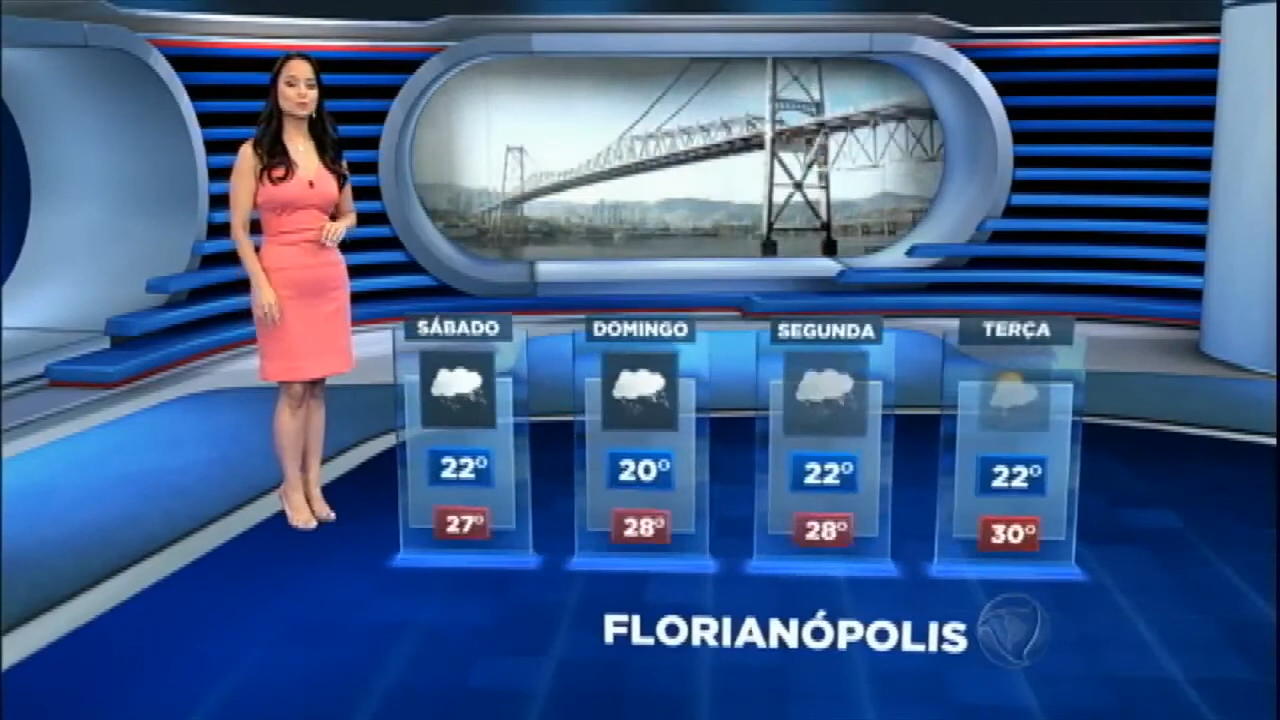 SÁBADO DOMINGO SEGUNDA TERÇA
22º 20º 22º 22º
27º 28º 28º 30º
FLORIANÓPOLIS